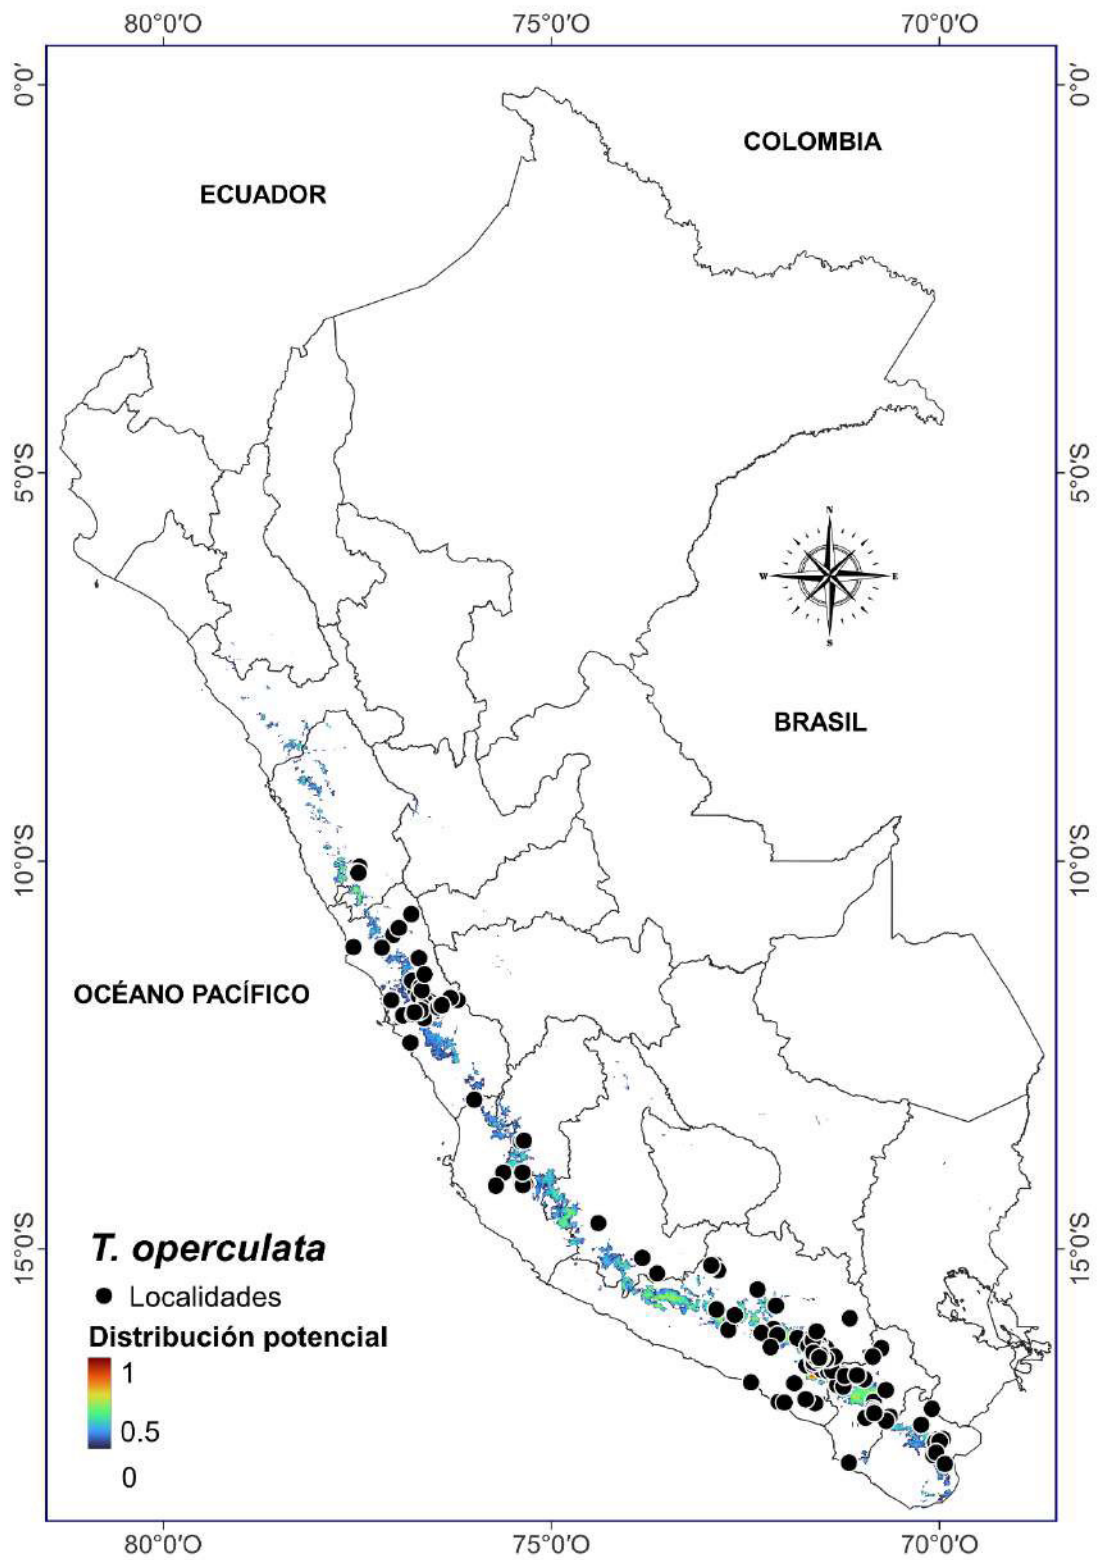 80°0'O 75°0'O 70°0'O
0°0' 0°0'
COLOMBIA
ECUADOR
5°0'S 5°0'S
N
W E
S
BRASIL
10°0'S 10°0'S
OCÉANO PACÍFICO
15°0'S 15°0'S
T. operculata
Localidades
Distribución potencial
1
0.5
0
80°0'O 75°0'O 70°0'O